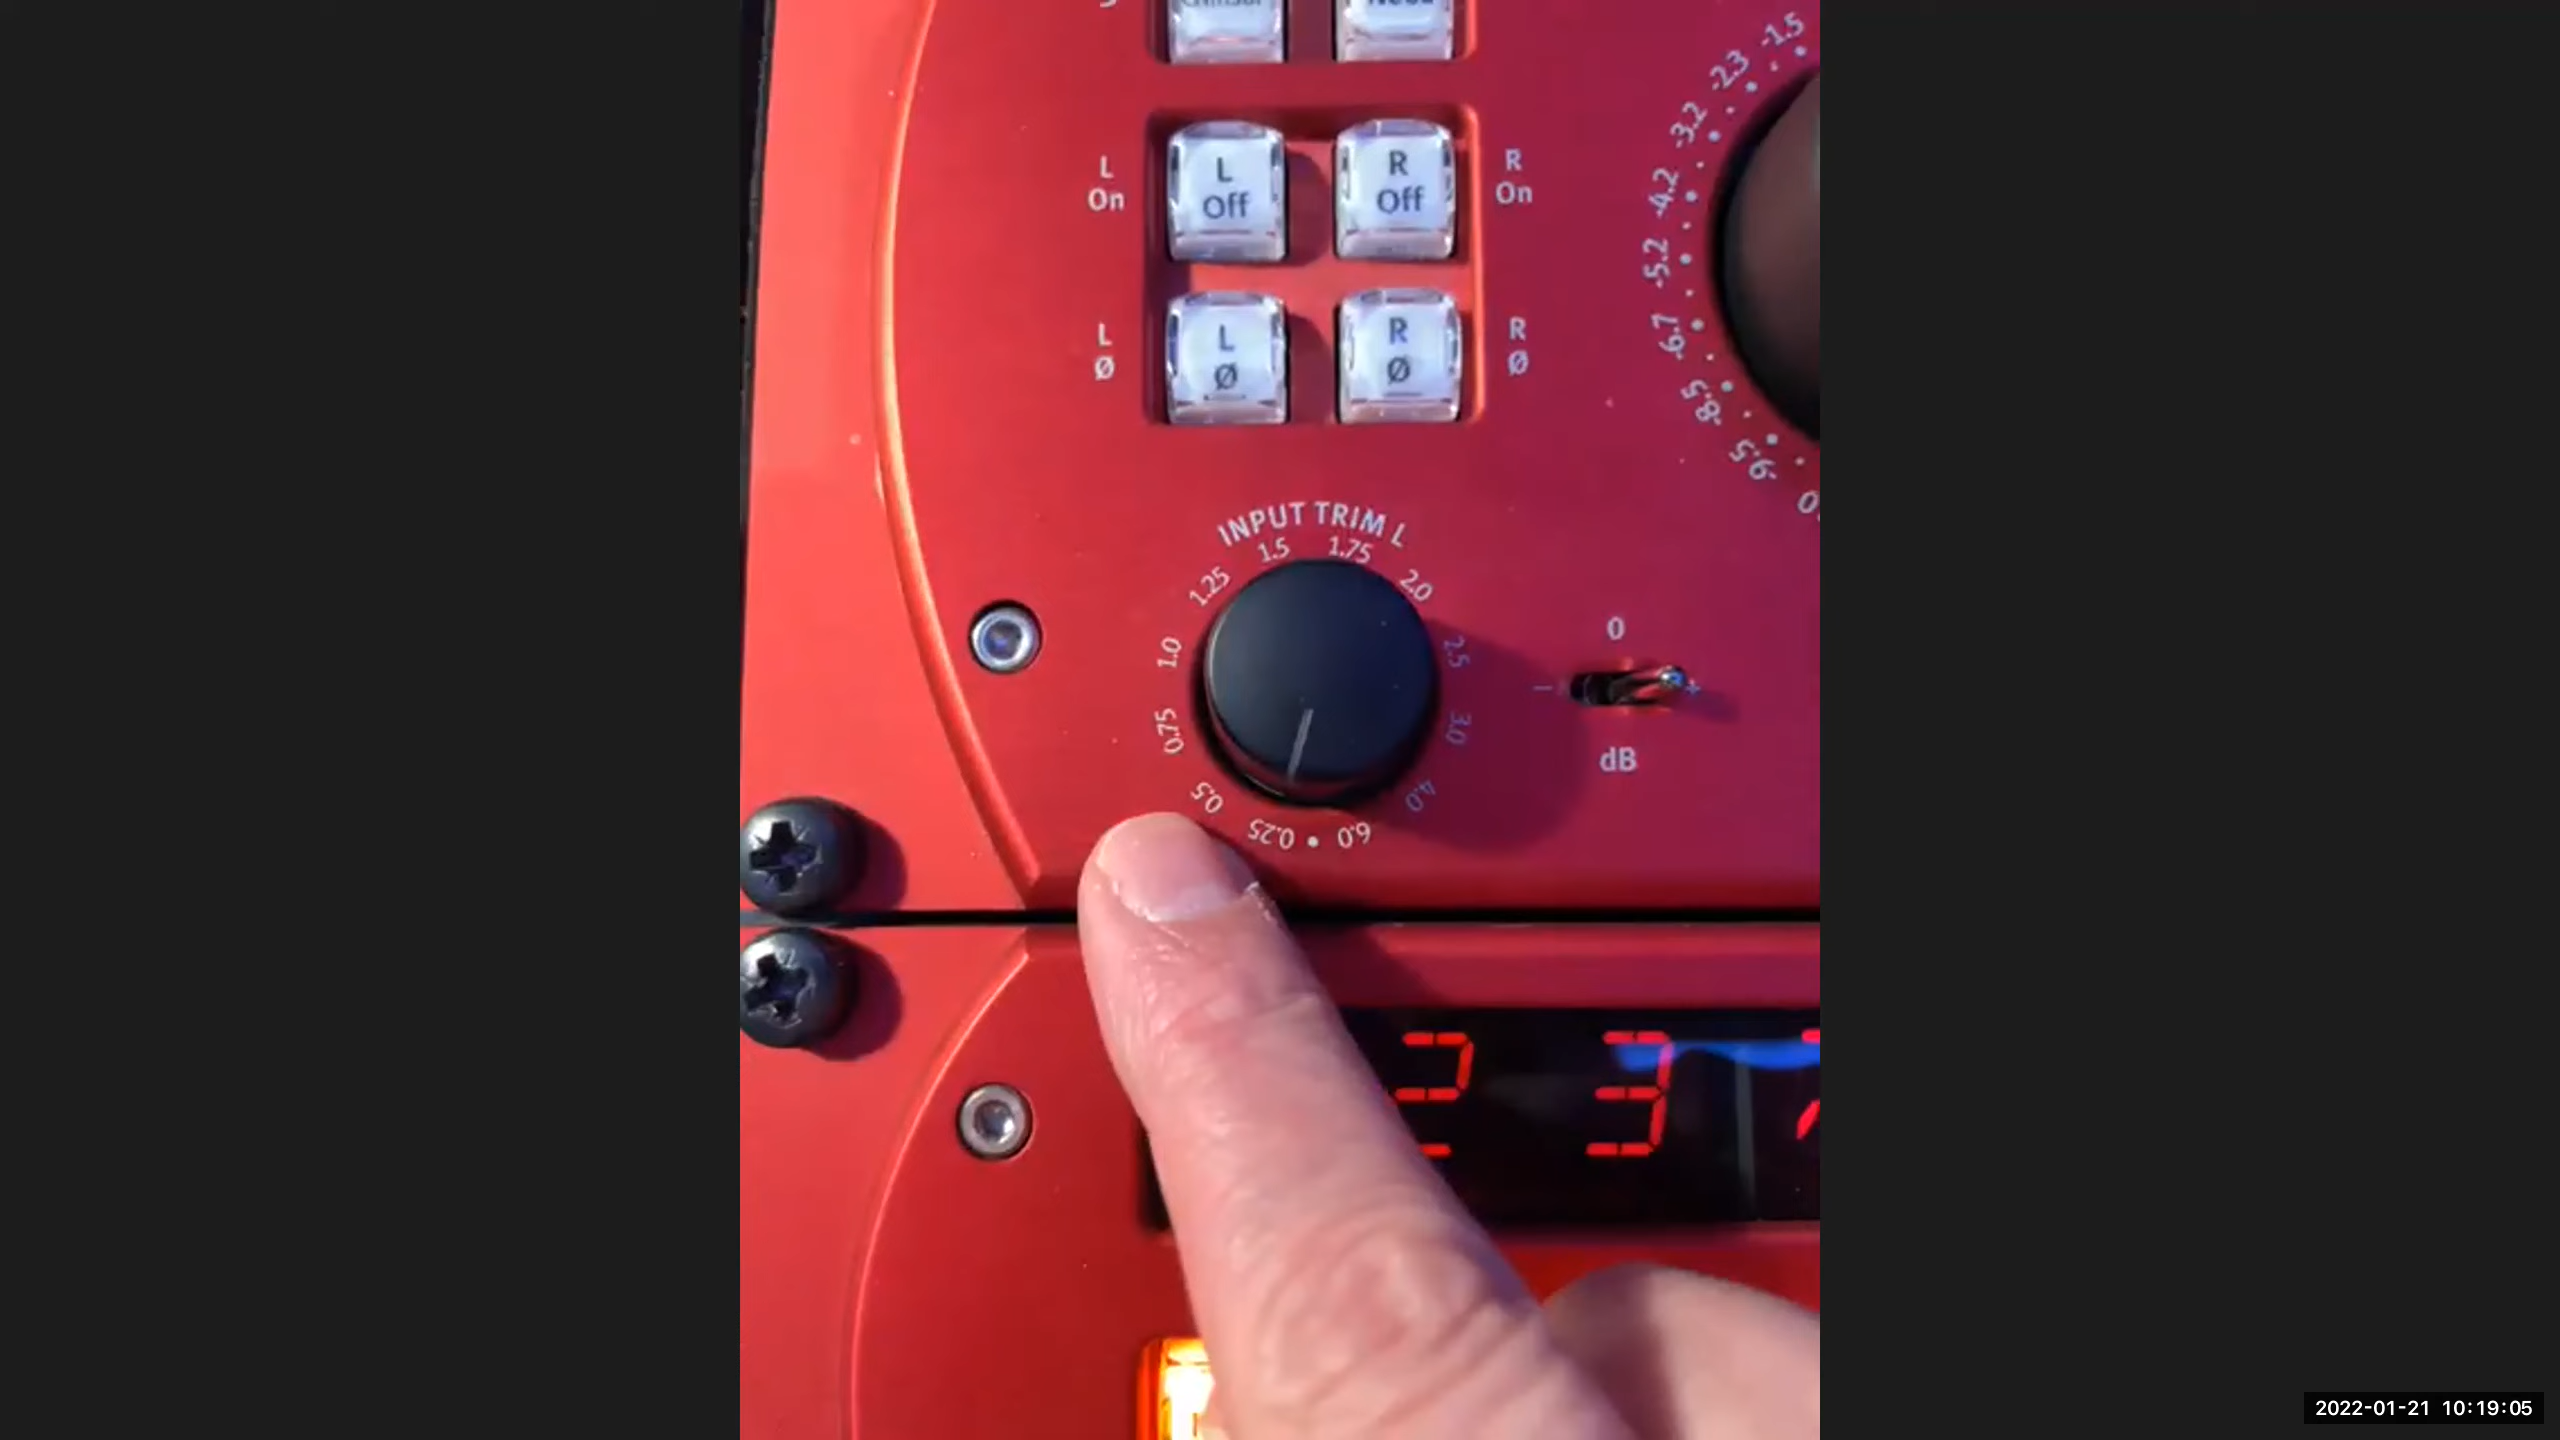 -1.5
-2.3
-3.2
-4.2
-5.2
-6.7
-8.5
-9.5
L On
L Off
R Off
R On
L Ø
L Ø
R Ø
R Ø
INPUT TRIM L
1.5
1.75
1.25
2.0
1.0
2.5
0.75
3.0
0.5
4.0
0.25
6.0
0
- +
dB
2 3
2022-01-21 10:19:05